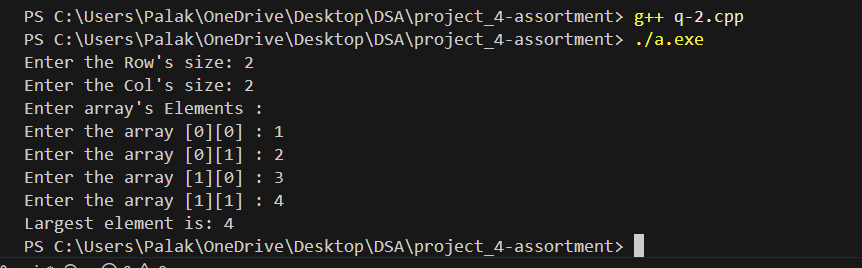 PS C:\Users\Palak\OneDrive\Desktop\DSA\project_4-assortment> g++ q-2.cpp
PS C:\Users\Palak\OneDrive\Desktop\DSA\project_4-assortment> ./a.exe
Enter the Row's size: 2
Enter the Col's size: 2
Enter array's Elements :
Enter the array [0][0] : 1
Enter the array [0][1] : 2
Enter the array [1][0] : 3
Enter the array [1][1] : 4
Largest element is: 4
PS C:\Users\Palak\OneDrive\Desktop\DSA\project_4-assortment>